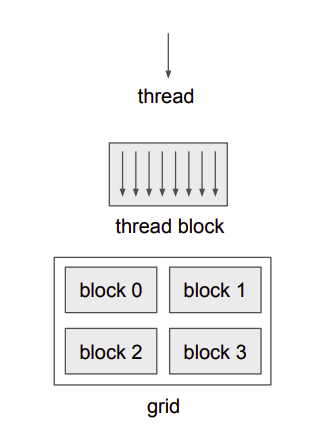 thread
thread block
block 0 block 1
block 2 block 3
grid